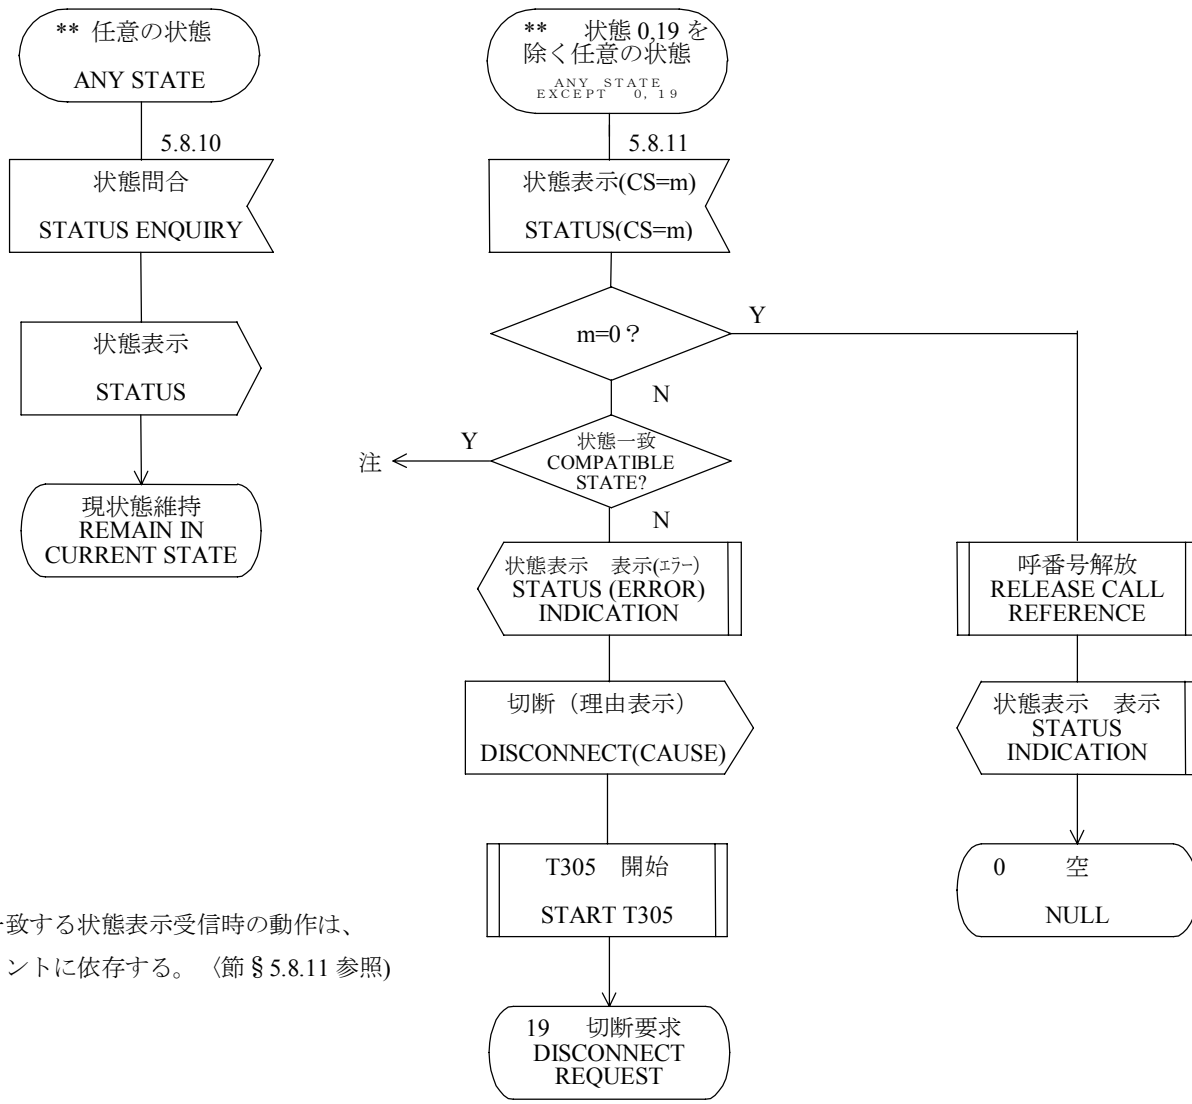 ** 任意の状態
ANY STATE
5.8.10
状態問合
STATUS ENQUIRY
状態表示
STATUS
現状態維持
REMAIN IN
CURRENT STATE
** 状態 0,19 を
除く任意の状態
ANY STATE
EXCEPT 0, 19
5.8.11
状態表示(CS=m)
STATUS(CS=m)
m=0？
Y
N
状態一致
COMPATIBLE
STATE?
Y
注
N
状態表示 表示(ｴﾗｰ)
STATUS (ERROR)
INDICATION
切断（理由表示）
DISCONNECT(CAUSE)
T305 開始
START T305
19 切断要求
DISCONNECT
REQUEST
呼番号解放
RELEASE CALL
REFERENCE
状態表示 表示
STATUS
INDICATION
0 空
NULL
致する状態表示受信時の動作は、
ントに依存する。〈節§5.8.11 参照)